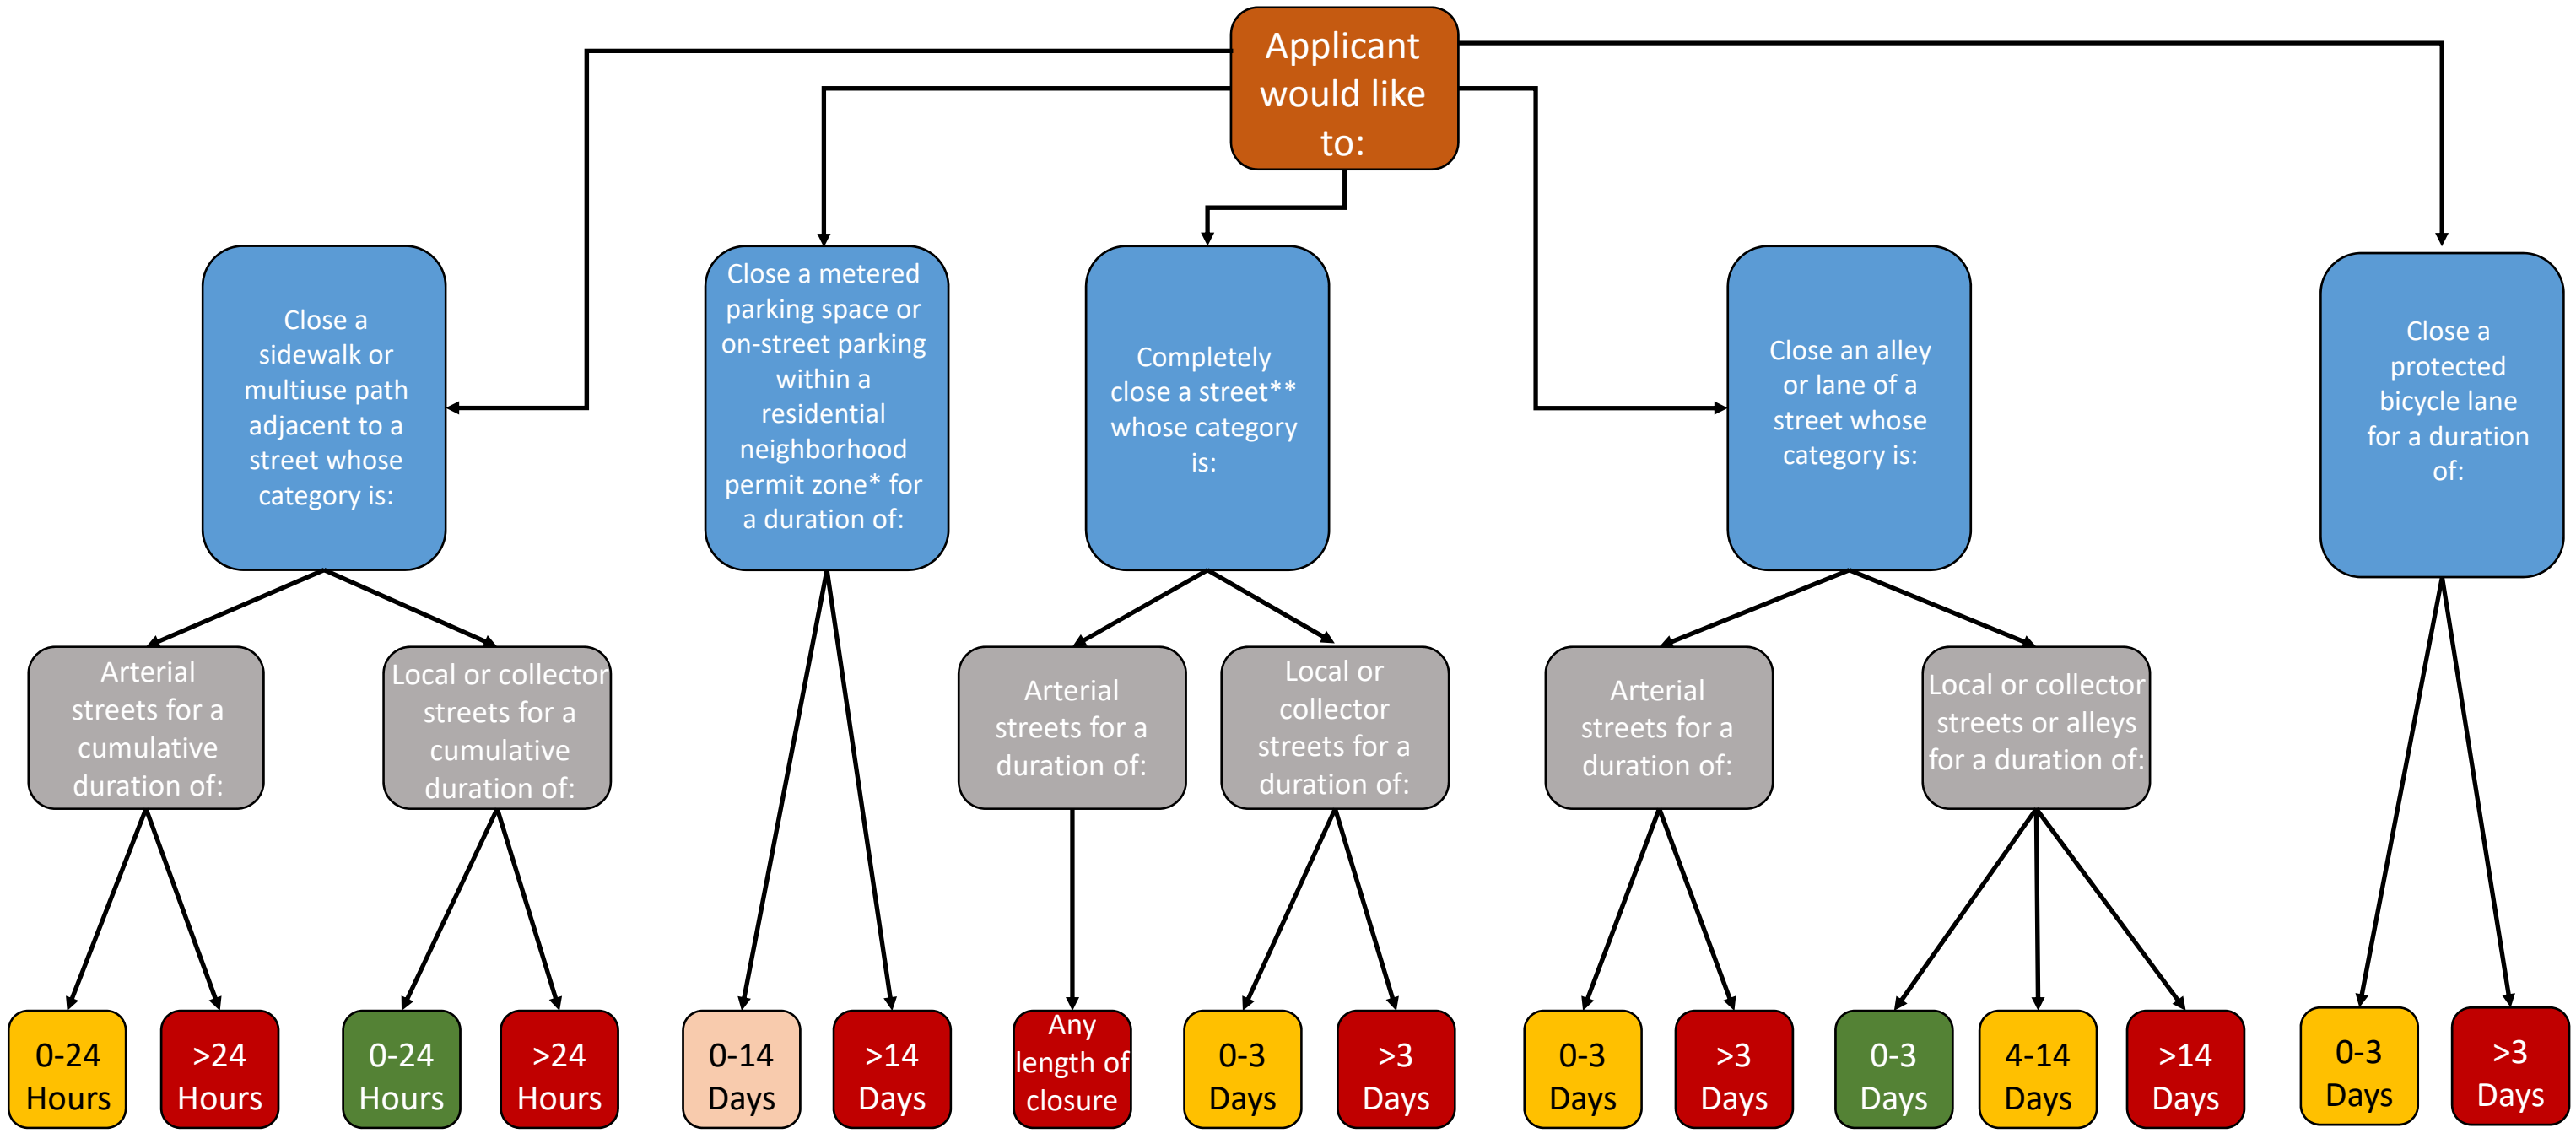 Applicant
would like
to:
Close a
sidewalk or
multiuse path
adjacent to a
street whose
category is:
Close a metered
parking space or
on-street parking
within a
residential
neighborhood
permit zone* for
a duration of:
Completely
close a street**
whose category
is:
Close an alley
or lane of a
street whose
category is:
Close a
protected
bicycle lane
for a duration
of:
Arterial
streets for a
cumulative
duration of:
Local or collector
streets for a
cumulative
duration of:
Arterial
streets for a
duration of:
Local or
collector
streets for a
duration of:
Arterial
streets for a
duration of:
Local or collector
streets or alleys
for a duration of:
0-24
Hours
>24
Hours
0-24
Hours
>24
Hours
0-14
Days
>14
Days
Any
length of
closure
0-3
Days
>3
Days
0-3
Days
>3
Days
0-3
Days
4-14
Days
>14
Days
0-3
Days
>3
Days